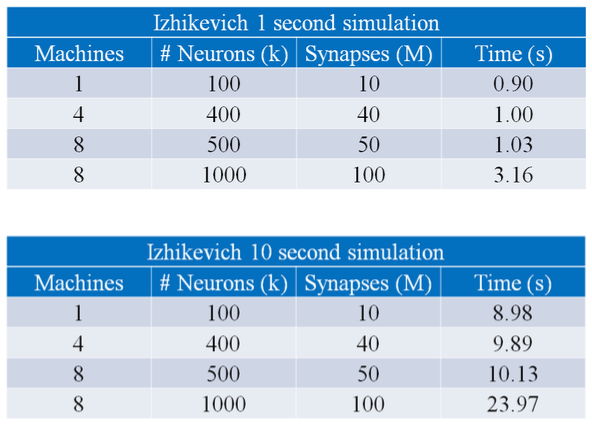 Izhikevich 1 second simulation
Machines # Neurons (k) Synapses (M) Time (s)
1 100 10 0.90
4 400 40 1.00
8 500 50 1.03
8 1000 100 3.16
Izhikevich 10 second simulation
Machines # Neurons (k) Synapses (M) Time (s)
1 100 10 8.98
4 400 40 9.89
8 500 50 10.13
8 1000 100 23.97